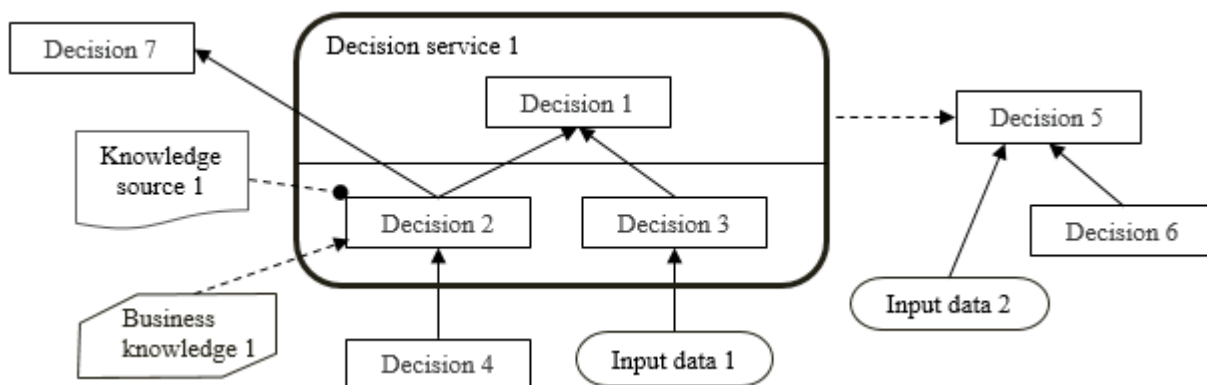 Decision 7
Decision service 1
Decision 1
Decision 5
Knowledge
source 1
Decision 2
Decision 3
Decision 6
Business
knowledge 1
Input data 2
Decision 4
Input data 1